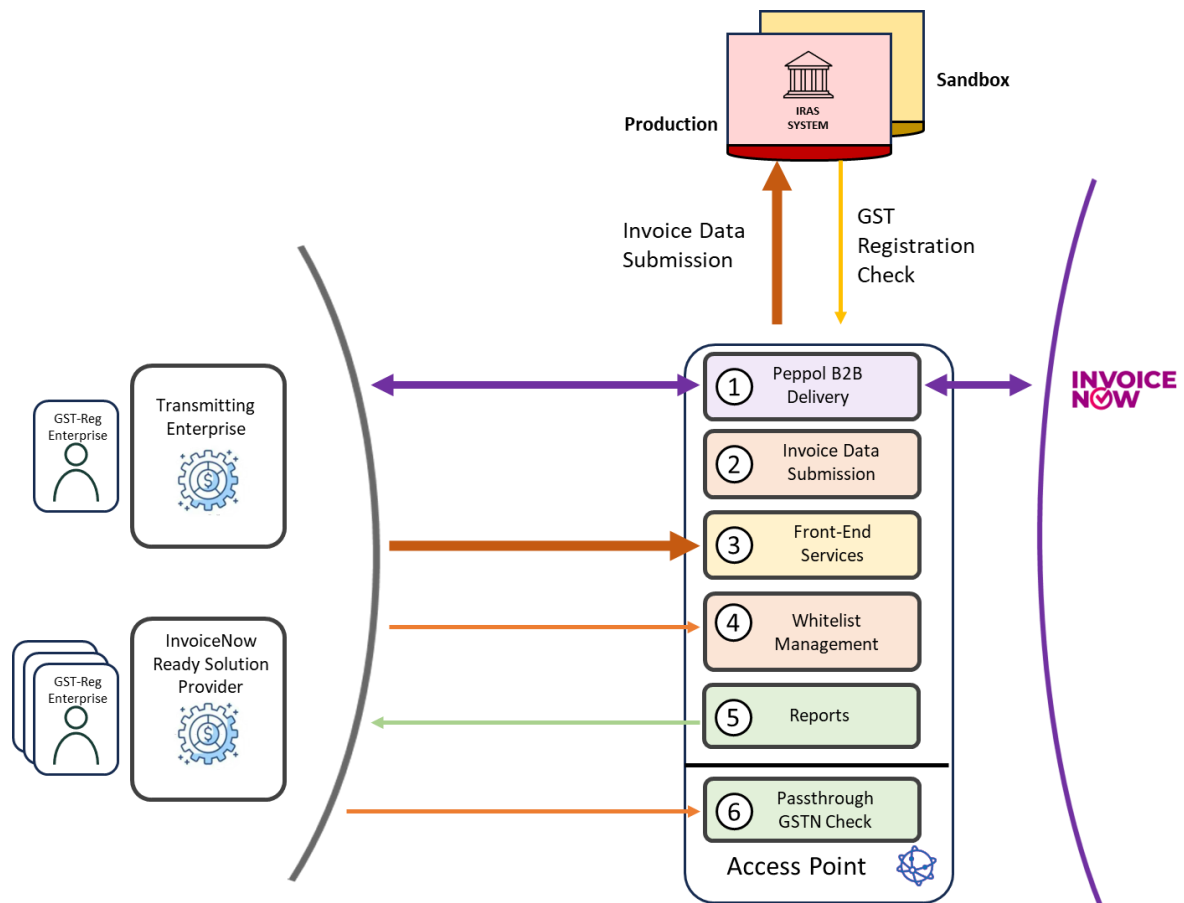 Sandbox
Production
IRAS
SYSTEM
Invoice Data
Submission
GST
Registration
Check
GST-Reg
Enterprise
Transmitting
Enterprise
$
InvoiceNow
Ready Solution
Provider
GST-Reg
Enterprise
$
1
Peppol B2B
Delivery
2
Invoice Data
Submission
3
Front-End
Services
4
Whitelist
Management
5
Reports
6
Passthrough
GSTN Check
Access Point
INVOICE
NOW